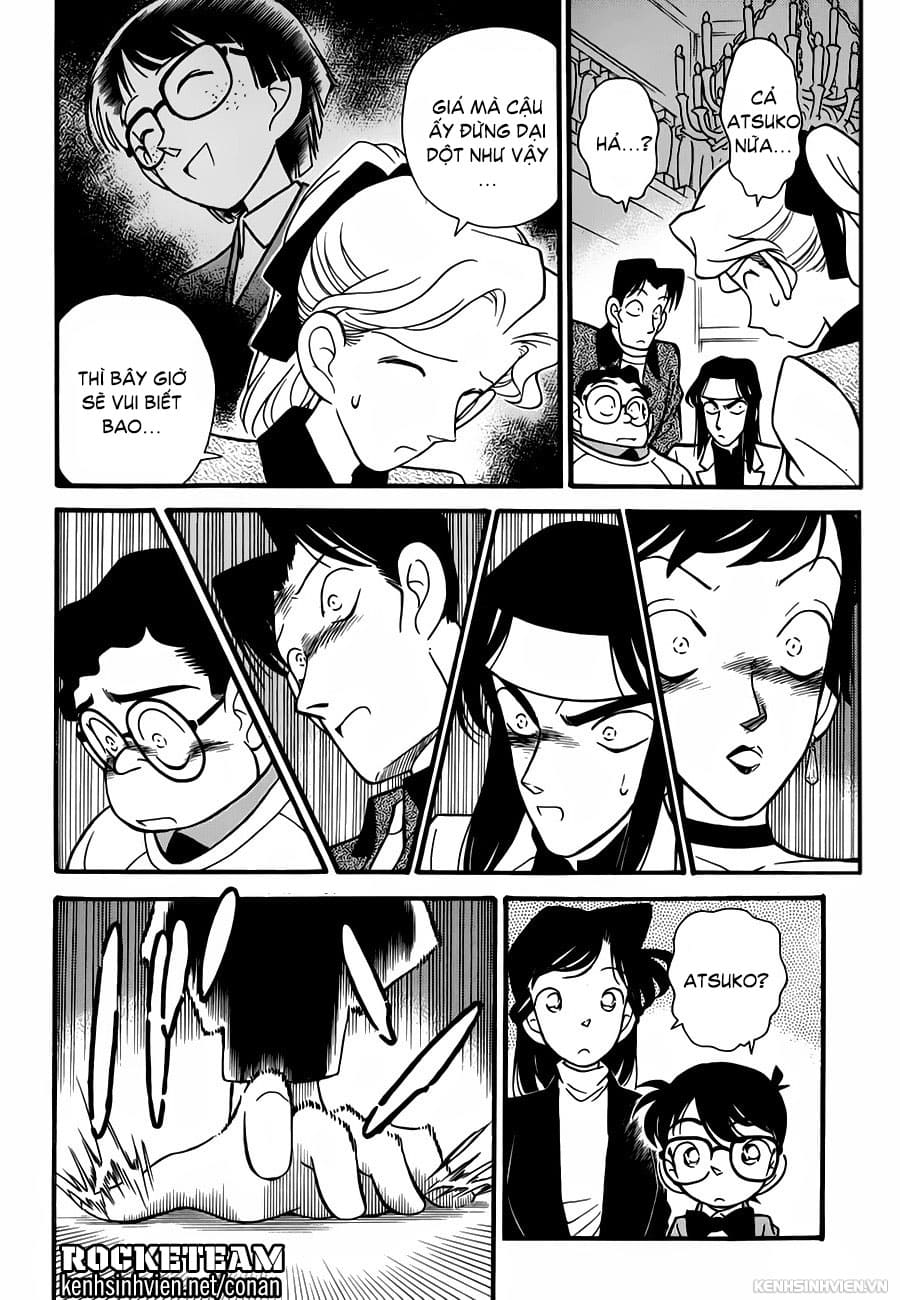 CẢ
ATSUKO
NỮA...
HẢ...?
GIÁ MÀ CẬU
ẤY ĐỪNG DẠI
DỘT NHƯ VẬY
...
THÌ BÂY GIỜ
SẼ VUI BIẾT
BAO...
ATSUKO?
ROCKETEAM
kenhsinhvien.net/conan
KENHSINHVIEN.VN